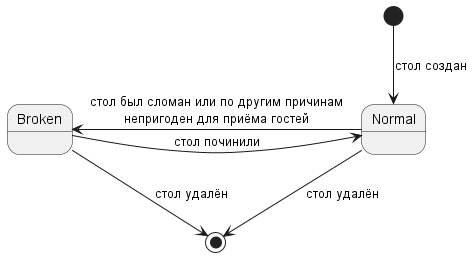 стол создан
стол был сломан или по другим причинам
непригоден для приёма гостей
Broken
Normal
стол починили
стол удалён
стол удалён